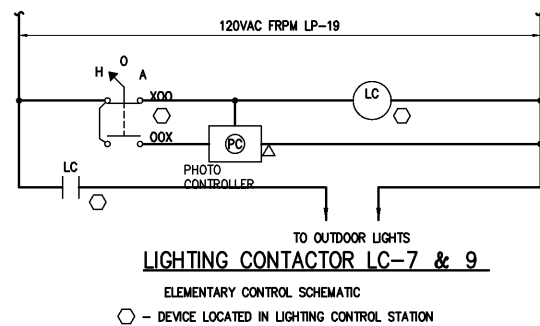 120VAC FRPM LP-19
H O A
XOO
LC
OOX
PC
PHOTO
CONTROLLER
LC
TO OUTDOOR LIGHTS
LIGHTING CONTACTOR LC-7 & 9
ELEMENTARY CONTROL SCHEMATIC
- DEVICE LOCATED IN LIGHTING CONTROL STATION